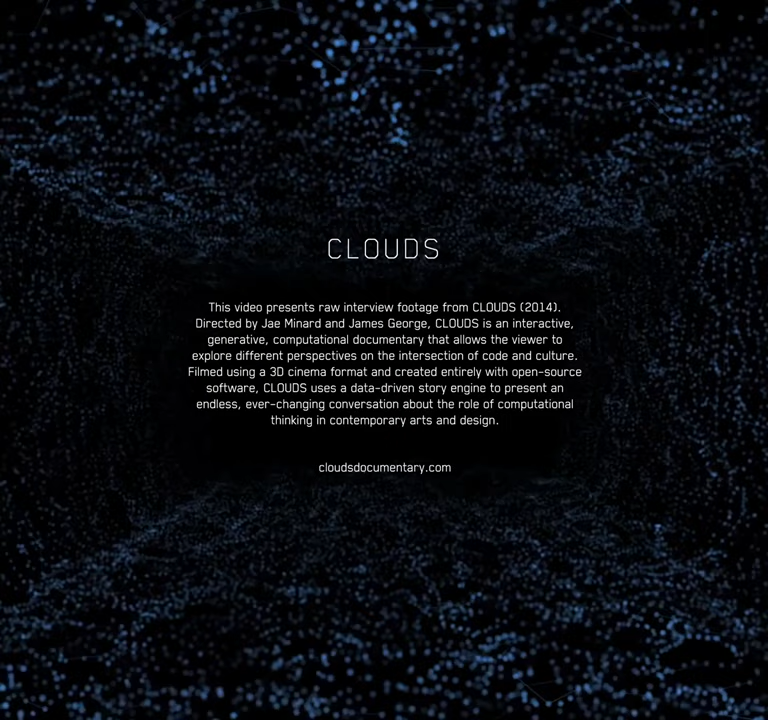 CLOUDS
This video presents raw interview footage from CLOUDS (2014).
Directed by Jae Minard and James George, CLOUDS is an interactive,
generative, computational documentary that allows the viewer to
explore different perspectives on the intersection of code and culture.
Filmed using a 3D cinema format and created entirely with open-source
software, CLOUDS uses a data-driven story engine to present an
endless, ever-changing conversation about the role of computational
thinking in contemporary arts and design.
cloudsdocumentary.com